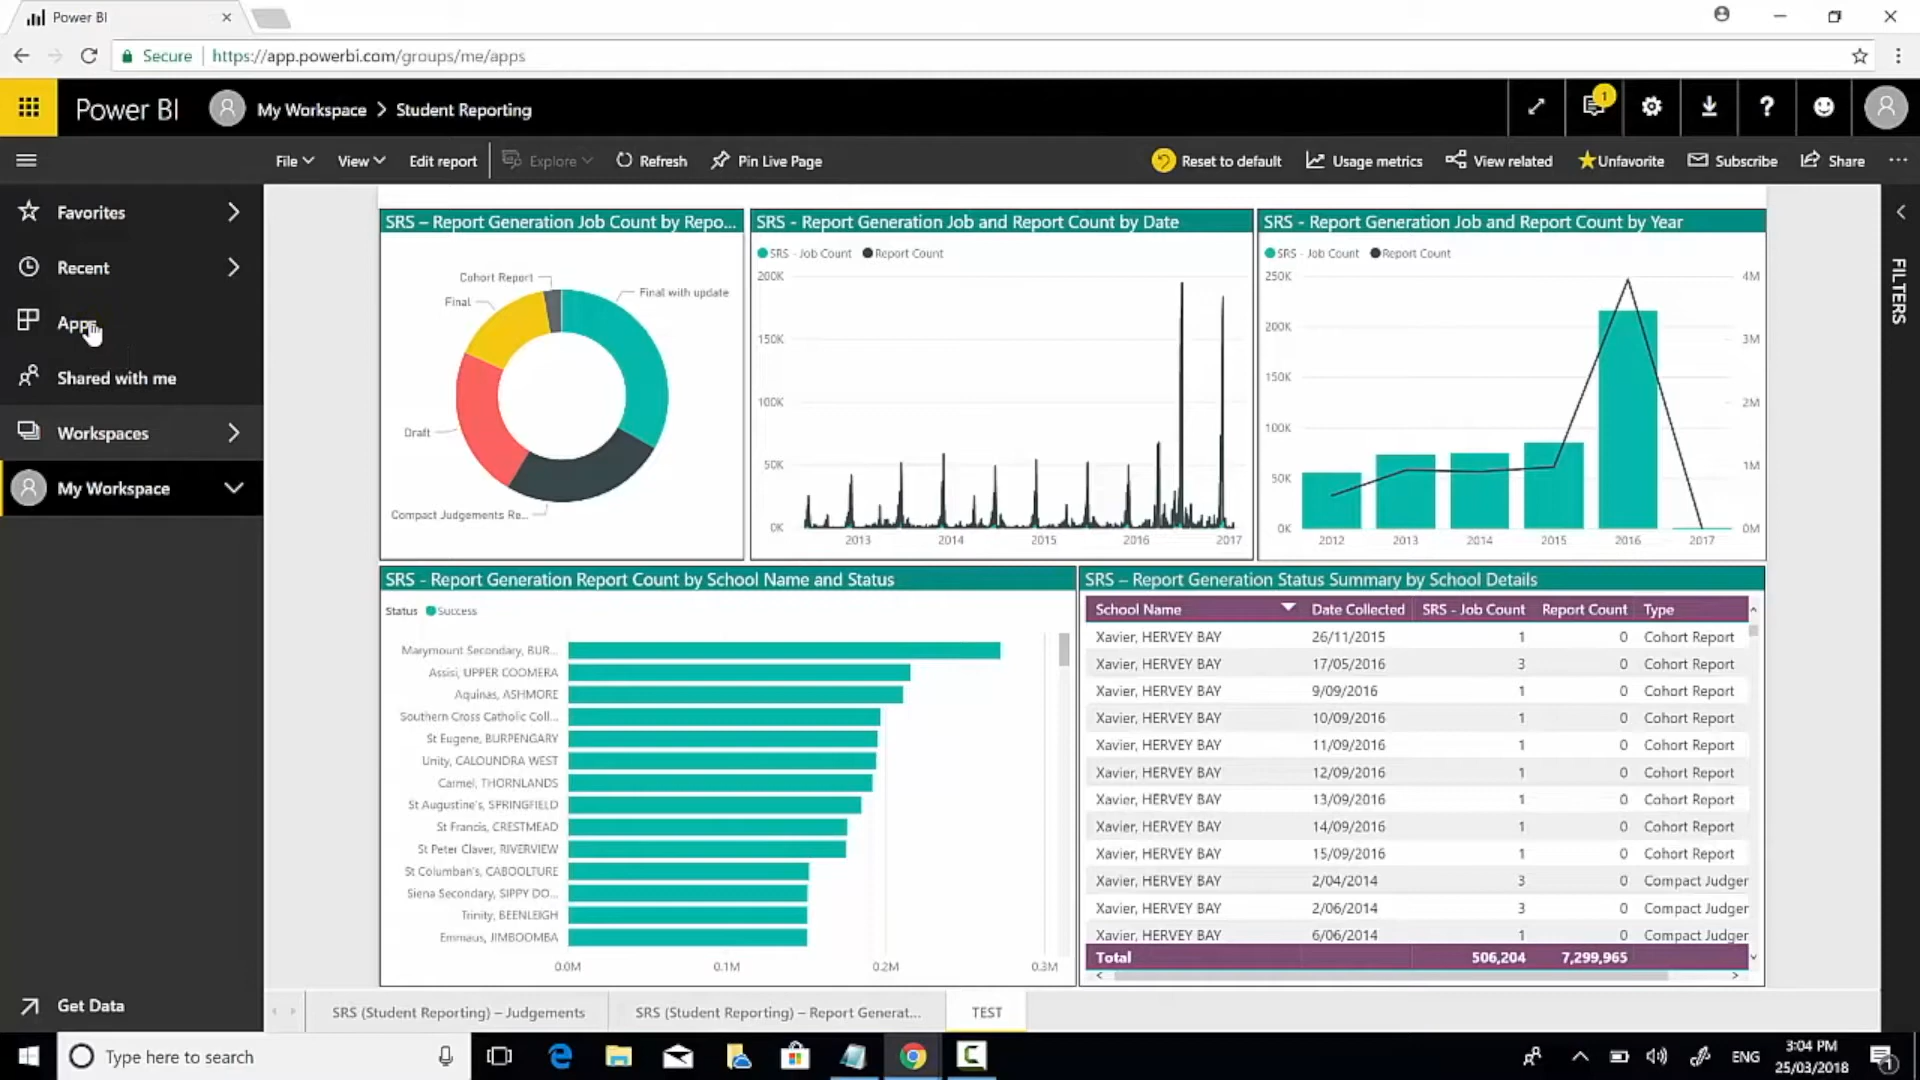 Power BI
Secure | https://app.powerbi.com/groups/me/apps
Power BI My Workspace > Student Reporting 1
File View Edit report Explore Refresh Pin Live Page Reset to default Usage metrics View related Unfavorite Subscribe Share
Favorites
Recent
Apps
Shared with me
Workspaces
My Workspace
Get Data
SRS – Report Generation Job Count by Repo...
Cohort Report
Final
Final with update
Draft
Compact Judgements Re...
SRS - Report Generation Job and Report Count by Date
SRS - Job Count Report Count
200K
150K
100K
50K
0K
2013 2014 2015 2016 2017
SRS - Report Generation Job and Report Count by Year
SRS - Job Count Report Count
250K 4M
200K 3M
150K
100K 2M
50K 1M
0K 0M
2012 2013 2014 2015 2016 2017
FILTERS
SRS - Report Generation Report Count by School Name and Status
Status Success
Marymount Secondary, BUR...
Assisi, UPPER COOMERA
Aquinas, ASHMORE
Southern Cross Catholic Coll...
St Eugene, BURPENGARY
Unity, CALOUNDRA WEST
Carmel, THORNLANDS
St Augustine's, SPRINGFIELD
St Francis, CRESTMEAD
St Peter Claver, RIVERVIEW
St Columban's, CABOOLTURE
Siena Secondary, SIPPY DO...
Trinity, BEENLEIGH
Emmaus, JIMBOOMBA
0.0M 0.1M 0.2M 0.3M
SRS – Report Generation Status Summary by School Details
School Name Date Collected SRS - Job Count Report Count Type
Xavier, HERVEY BAY 26/11/2015 1 0 Cohort Report
Xavier, HERVEY BAY 17/05/2016 3 0 Cohort Report
Xavier, HERVEY BAY 9/09/2016 1 0 Cohort Report
Xavier, HERVEY BAY 10/09/2016 1 0 Cohort Report
Xavier, HERVEY BAY 11/09/2016 1 0 Cohort Report
Xavier, HERVEY BAY 12/09/2016 1 0 Cohort Report
Xavier, HERVEY BAY 13/09/2016 1 0 Cohort Report
Xavier, HERVEY BAY 14/09/2016 1 0 Cohort Report
Xavier, HERVEY BAY 15/09/2016 1 0 Cohort Report
Xavier, HERVEY BAY 2/04/2014 3 0 Compact Judger
Xavier, HERVEY BAY 2/06/2014 3 0 Compact Judger
Xavier, HERVEY BAY 6/06/2014 1 0 Compact Judger
Total 506,204 7,299,965
SRS (Student Reporting) – Judgements SRS (Student Reporting) – Report Generat... TEST
Type here to search ENG 3:04 PM
25/03/2018 1